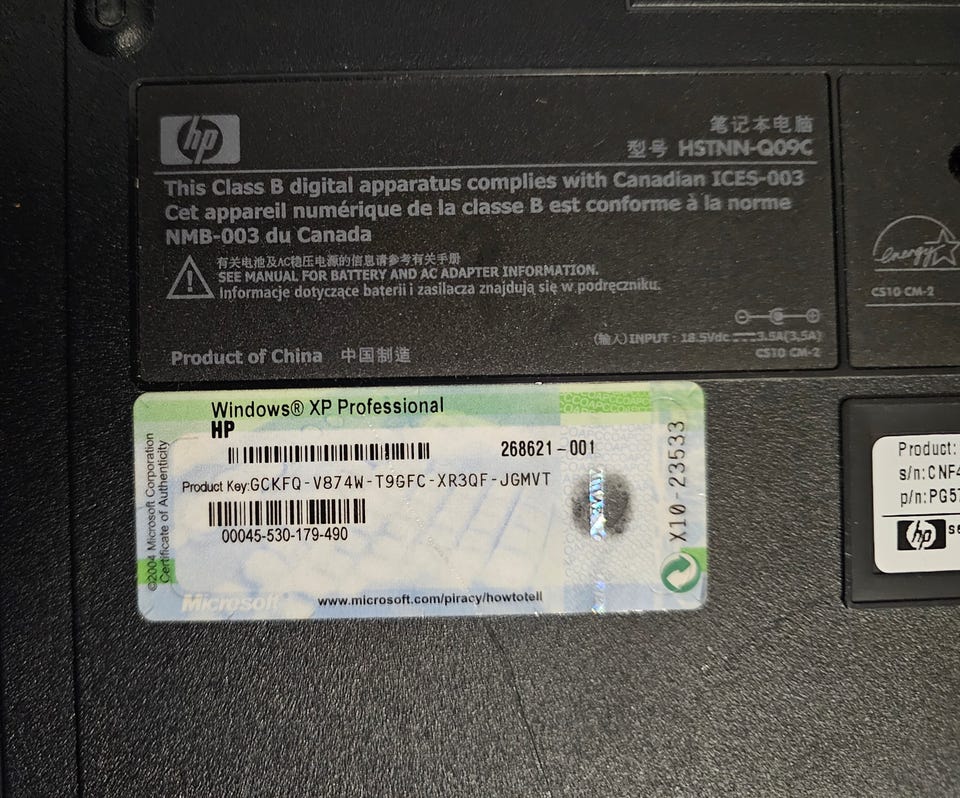 hp
笔记本电脑
型号 HSTNN-Q09C
This Class B digital apparatus complies with Canadian ICES-003
Cet appareil numérique de la classe B est conforme à la norme
NMB-003 du Canada
有关电池及AC稳压电源的信息请参考有关手册
SEE MANUAL FOR BATTERY AND AC ADAPTER INFORMATION.
Informacje dotyczące baterii i zasilacza znajdują się w podręczniku.
(输入) INPUT : 18.5Vdc 3.5A(3,5A)
CS10 CM-2
Product of China 中国制造
energy
CS10 CM-2
Windows® XP Professional
HP
268621-001
Product Key:GCKFQ-V874W-T9GFC-XR3QF-JGMVT
00045-530-179-490
©2004 Microsoft Corporation
Certificate of Authenticity
Microsoft
www.microsoft.com/piracy/howtotell
X10-23533
Product:
s/n:CNF4
p/n:PG57
hp se